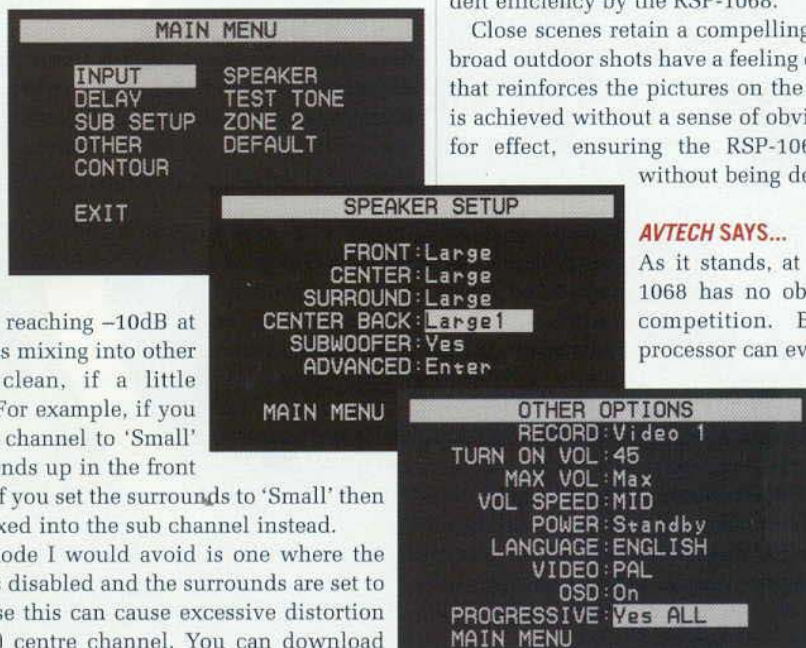 MAIN MENU
INPUT SPEAKER
DELAY TEST TONE
SUB SETUP ZONE 2
OTHER DEFAULT
CONTOUR
EXIT
reaching –10dB at
s mixing into other
clean, if a little
For example, if you
channel to 'Small'
nds up in the front
f you set the surrounds to 'Small' then
xed into the sub channel instead.
ode I would avoid is one where the
s disabled and the surrounds are set to
se this can cause excessive distortion
centre channel. You can download
SPEAKER SETUP
FRONT:Large
CENTER:Large
SURROUND:Large
CENTER BACK:Large1
SUBWOOFER:Yes
ADVANCED:Enter
MAIN MENU
deft efficiency by the RSP-1068.
Close scenes retain a compelling
broad outdoor shots have a feeling
that reinforces the pictures on the
is achieved without a sense of obvi
for effect, ensuring the RSP-106
without being de
AVTECH SAYS...
As it stands, at
1068 has no ob
competition. E
processor can ev
OTHER OPTIONS
RECORD:Video 1
TURN ON VOL:45
MAX VOL:Max
VOL SPEED:MID
POWER:Standby
LANGUAGE:ENGLISH
VIDEO:PAL
OSD:On
PROGRESSIVE:Yes ALL
MAIN MENU